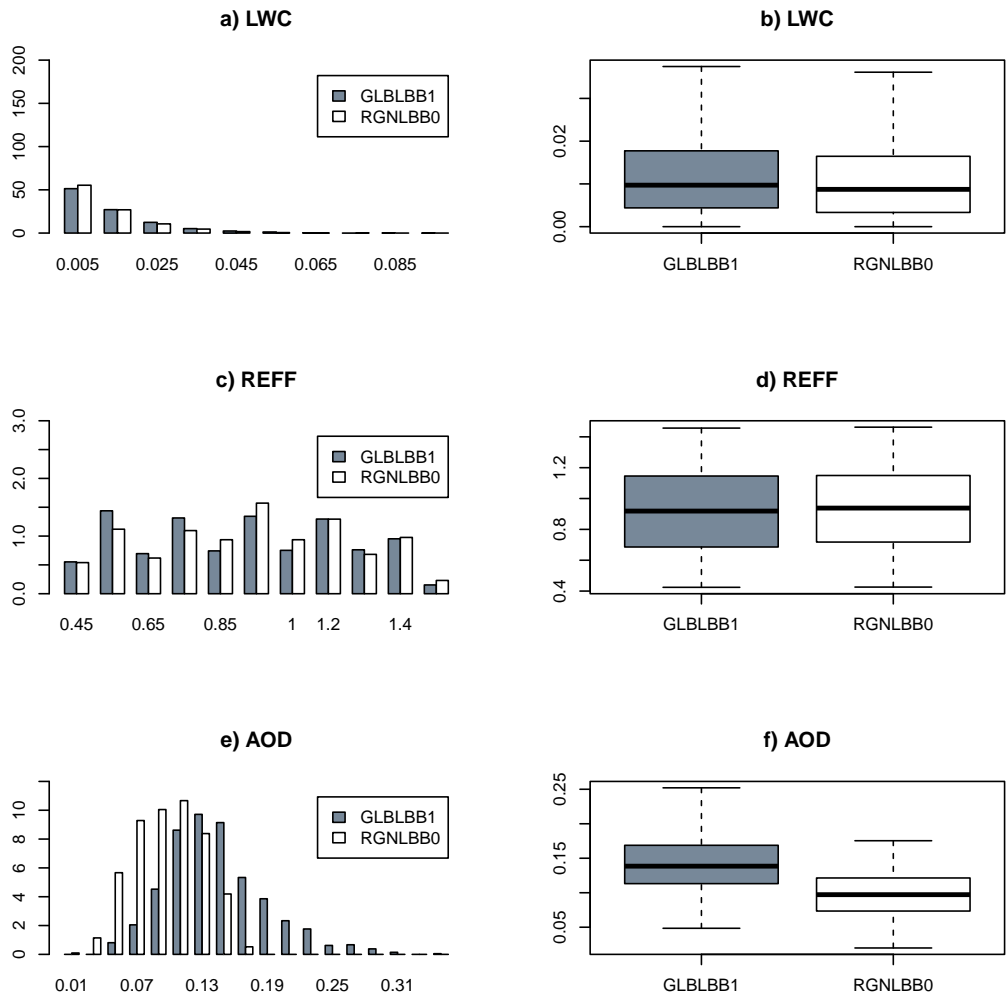 a) LWC
200
150
100
50
0
GLBLBB1
RGNLBB0
0.005 0.025 0.045 0.065 0.085
b) LWC
0.02
0.00
GLBLBB1 RGNLBB0
c) REFF
3.0
2.0
1.0
0.0
GLBLBB1
RGNLBB0
0.45 0.65 0.85 1 1.2 1.4
d) REFF
1.2
0.8
0.4
GLBLBB1 RGNLBB0
e) AOD
10
8
6
4
2
0
GLBLBB1
RGNLBB0
0.01 0.07 0.13 0.19 0.25 0.31
f) AOD
0.25
0.15
0.05
GLBLBB1 RGNLBB0